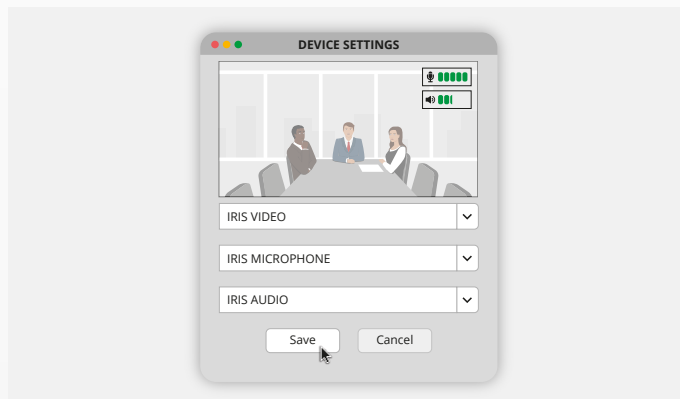 DEVICE SETTINGS
IRIS VIDEO
IRIS MICROPHONE
IRIS AUDIO
Save
Cancel